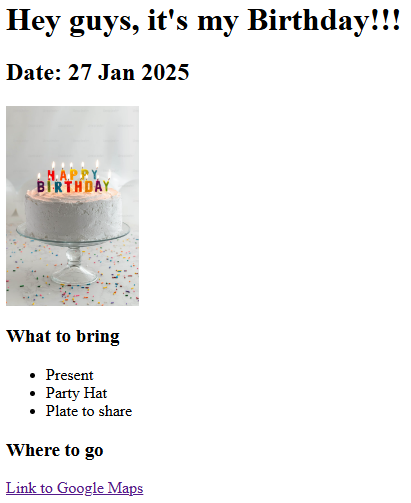 Hey guys, it's my Birthday!!!
Date: 27 Jan 2025
HAPPY
BIRTHDAY
What to bring
Present
Party Hat
Plate to share
Where to go
Link to Google Maps